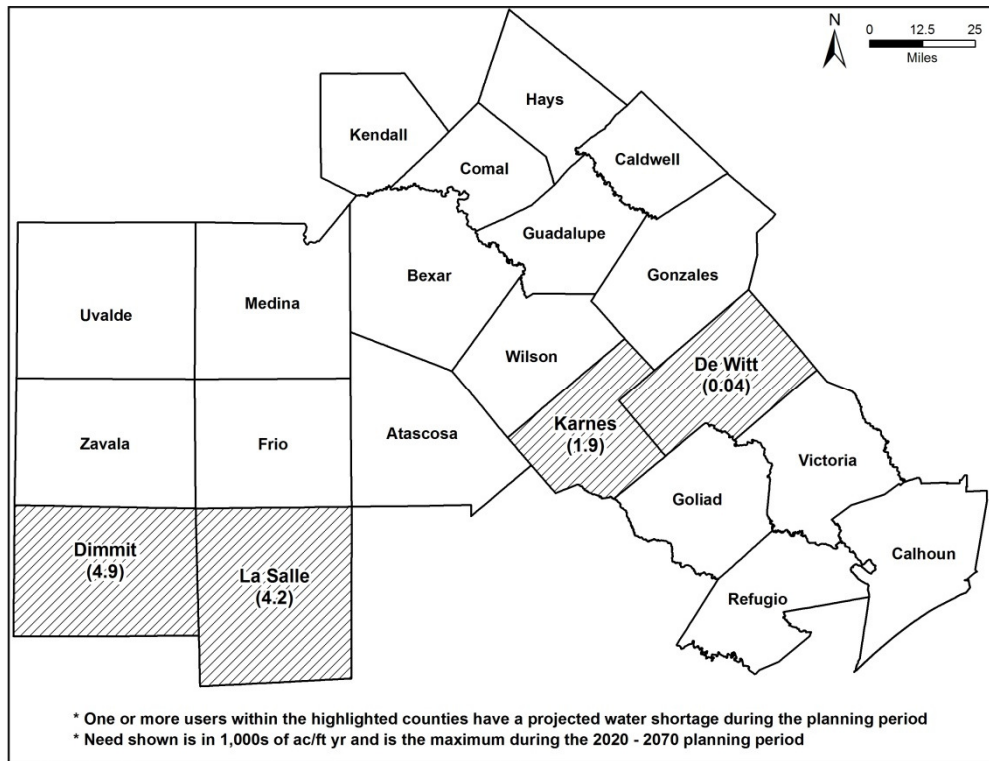 N
0 12.5 25
Miles
Hays
Kendall
Caldwell
Comal
Guadalupe
Bexar
Gonzales
Medina
Uvalde
Wilson
De Witt
(0.04)
Karnes
(1.9)
Atascosa
Zavala
Frio
Victoria
Goliad
Calhoun
Dimmit
(4.9)
La Salle
(4.2)
Refugio
* One or more users within the highlighted counties have a projected water shortage during the planning period
* Need shown is in 1,000s of ac/ft yr and is the maximum during the 2020 - 2070 planning period